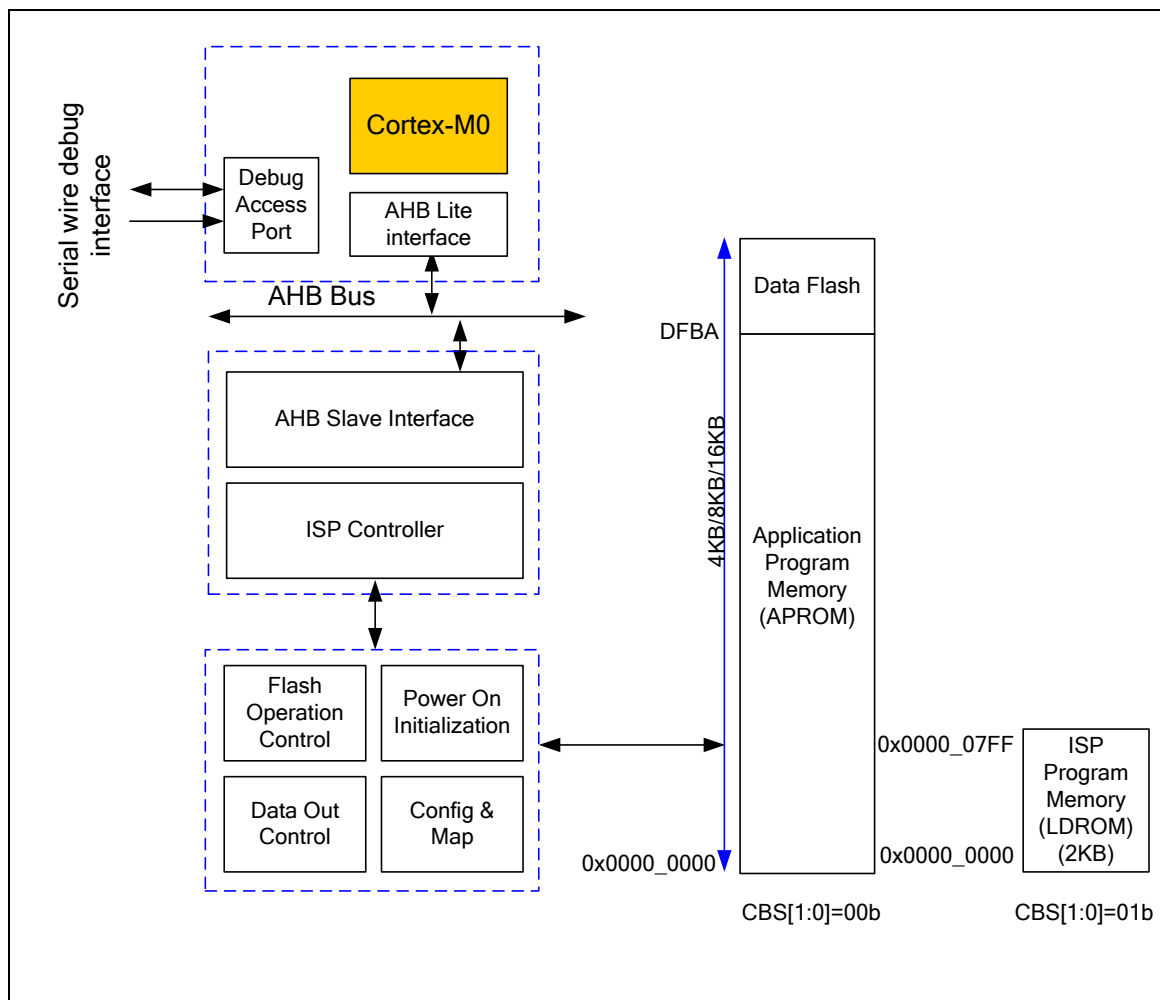 Serial wire debug
interface
Cortex-M0
Debug
Access
Port
AHB Lite
interface
AHB Bus
AHB Slave Interface
ISP Controller
Flash
Operation
Control
Power On
Initialization
Data Out
Control
Config &
Map
Data Flash
DFBA
4KB/8KB/16KB
Application
Program
Memory
(APROM)
0x0000_0000
0x0000_07FF
0x0000_0000
ISP
Program
Memory
(LDROM)
(2KB)
CBS[1:0]=00b
CBS[1:0]=01b